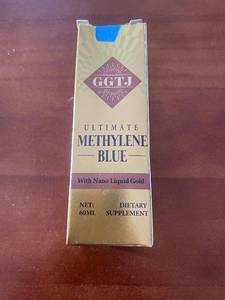 GGTJ
ULTIMATE
METHYLENE
BLUE
With Nano Liquid Gold
NET: DIETARY
60ML SUPPLEMENT